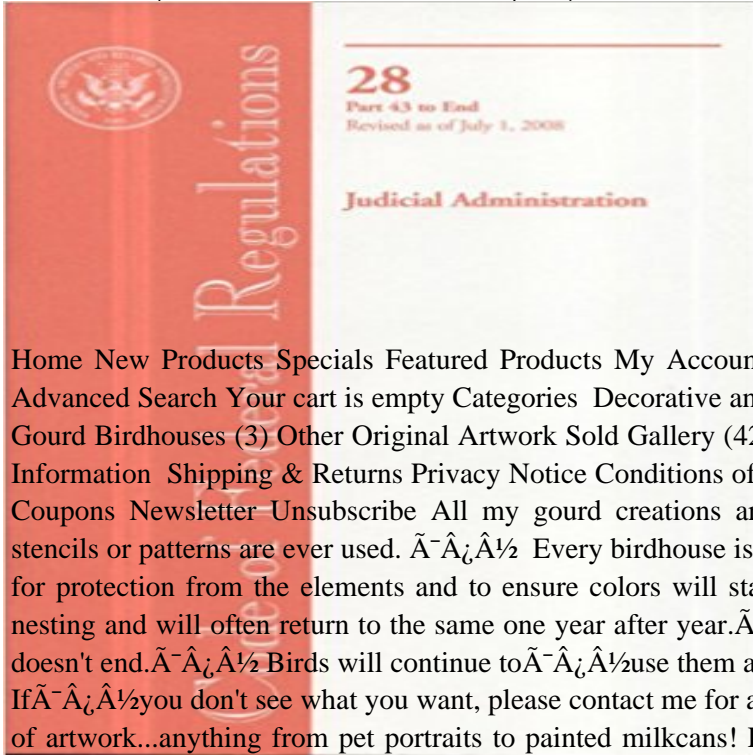 28
Part 43 to End
Revised as of July 1, 2008
Judicial Administration
Code of Federal Regulations
Home New Products Specials Featured Products My Accoun
Advanced Search Your cart is empty Categories Decorative an
Gourd Birdhouses (3) Other Original Artwork Sold Gallery (42
Information Shipping & Returns Privacy Notice Conditions of
Coupons Newsletter Unsubscribe All my gourd creations ar
stencils or patterns are ever used. Ã¯Â¿Â½ Every birdhouse is
for protection from the elements and to ensure colors will sta
nesting and will often return to the same one year after year.Ã
doesn't end.Ã¯Â¿Â½ Birds will continue toÃ¯Â¿Â½use them a
IfÃ¯Â¿Â½you don't see what you want, please contact me for a
of artwork...anything from pet portraits to painted milkcans!